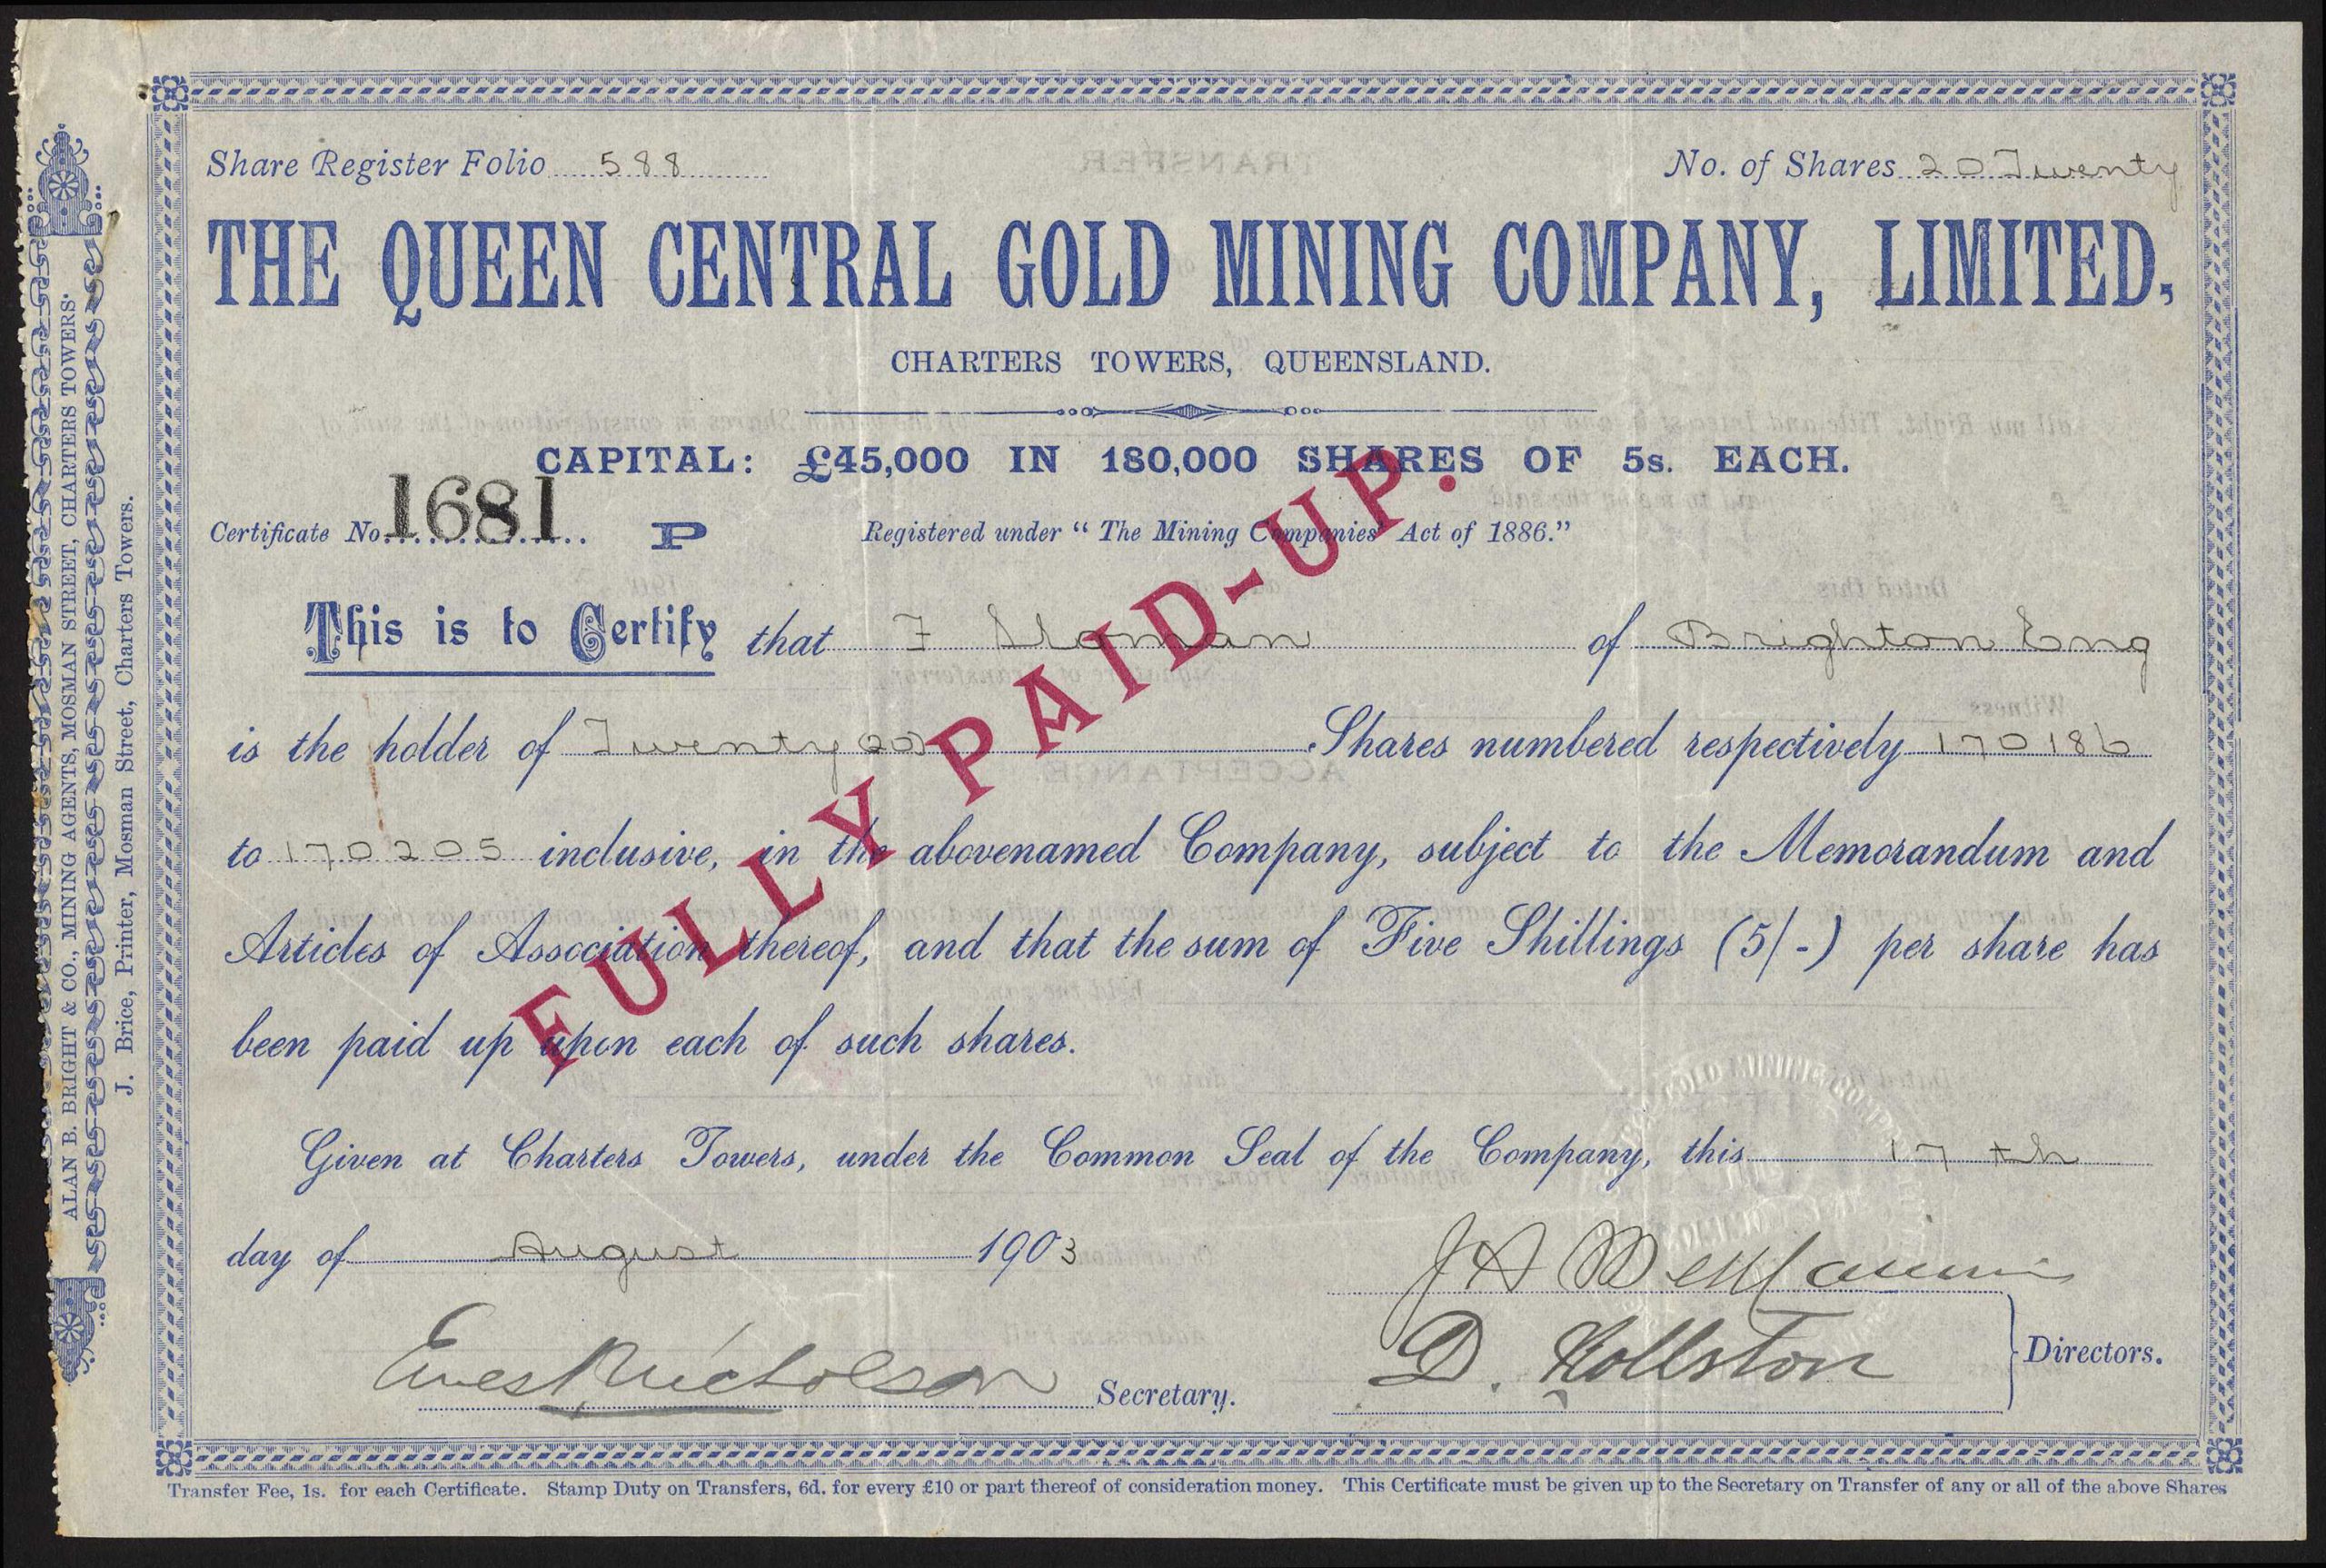 Share Register Folio 588
No. of Shares 20 Twenty
THE QUEEN CENTRAL GOLD MINING COMPANY, LIMITED,
CHARTERS TOWERS, QUEENSLAND.
CAPITAL: £45,000 IN 180,000 SHARES OF 5s. EACH.
Certificate No. 1681 P Registered under "The Mining Companies' Act of 1886."
This is to Certify that F Sloman of Brighton Eng
is the holder of Twenty (20) Shares numbered respectively 170186
to 170205 inclusive, in the abovenamed Company, subject to the Memorandum and
Articles of Association thereof, and that the sum of Five Shillings (5/-) per share has
been paid up upon each of such shares.
FULLY PAID-UP.
Given at Charters Towers, under the Common Seal of the Company, this 17th
day of August 1903
J A Benjamin
D. Rollston
Directors.
Ernest Nicholson Secretary.
Transfer Fee, 1s. for each Certificate. Stamp Duty on Transfers, 6d. for every £10 or part thereof of consideration money. This Certificate must be given up to the Secretary on Transfer of any or all of the above Shares
ALAN B. BRIGHT & CO., MINING AGENTS, MOSMAN STREET, CHARTERS TOWERS.
J. Brice, Printer, Mosman Street, Charters Towers.